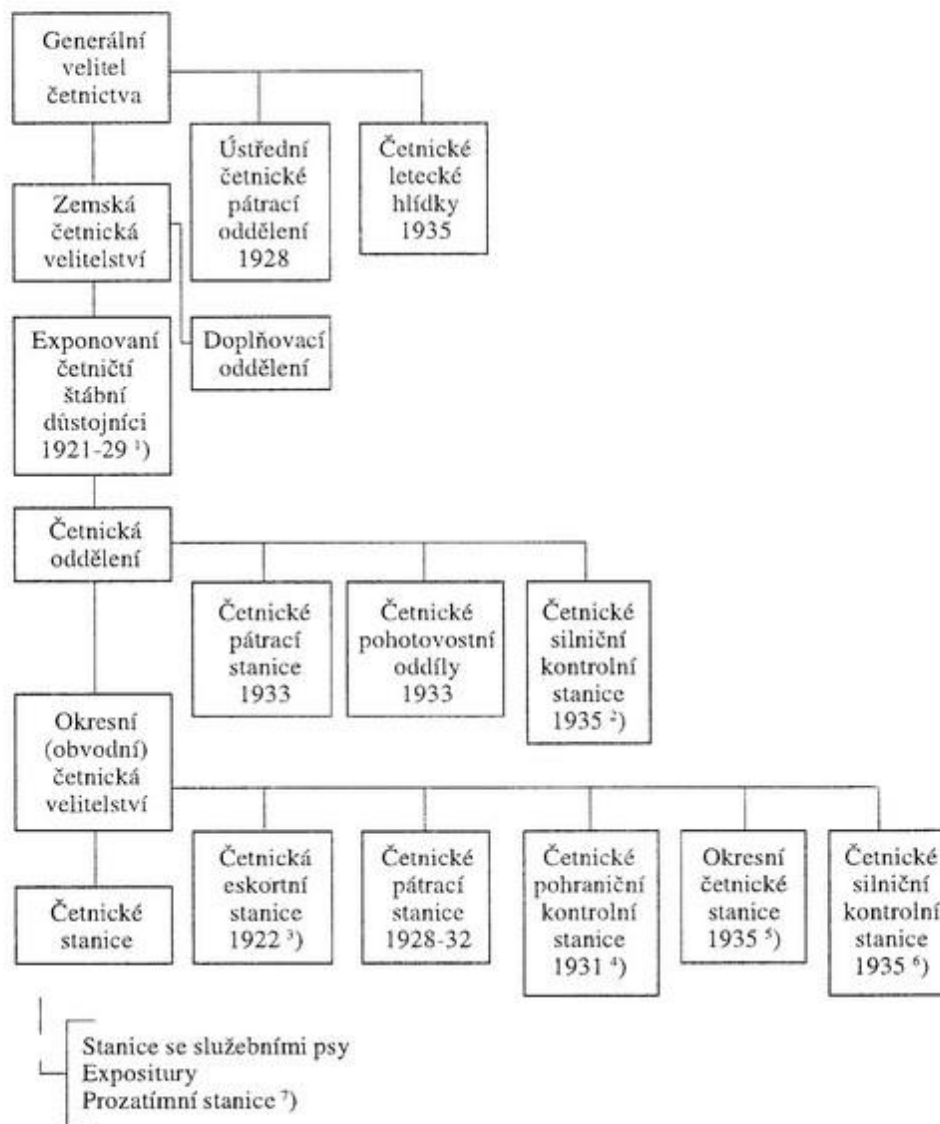 Generální
velitel
četnictva
Ústřední
četnické
pátrací
oddělení
1928
Četnické
letecké
hlídky
1935
Zemská
četnická
velitelství
Doplňovací
oddělení
Exponovaní
četničtí
štábní
důstojníci
1921-29 ¹)
Četnická
oddělení
Četnické
pátrací
stanice
1933
Četnické
pohotovostní
oddíly
1933
Četnické
silniční
kontrolní
stanice
1935 ²)
Okresní
(obvodní)
četnická
velitelství
Četnické
stanice
Četnická
eskortní
stanice
1922 ³)
Četnické
pátrací
stanice
1928-32
Četnické
pohraniční
kontrolní
stanice
1931 ⁴)
Okresní
četnické
stanice
1935 ⁵)
Četnické
silniční
kontrolní
stanice
1935 ⁶)
Stanice se služebními psy
Expositury
Prozatímní stanice ⁷)